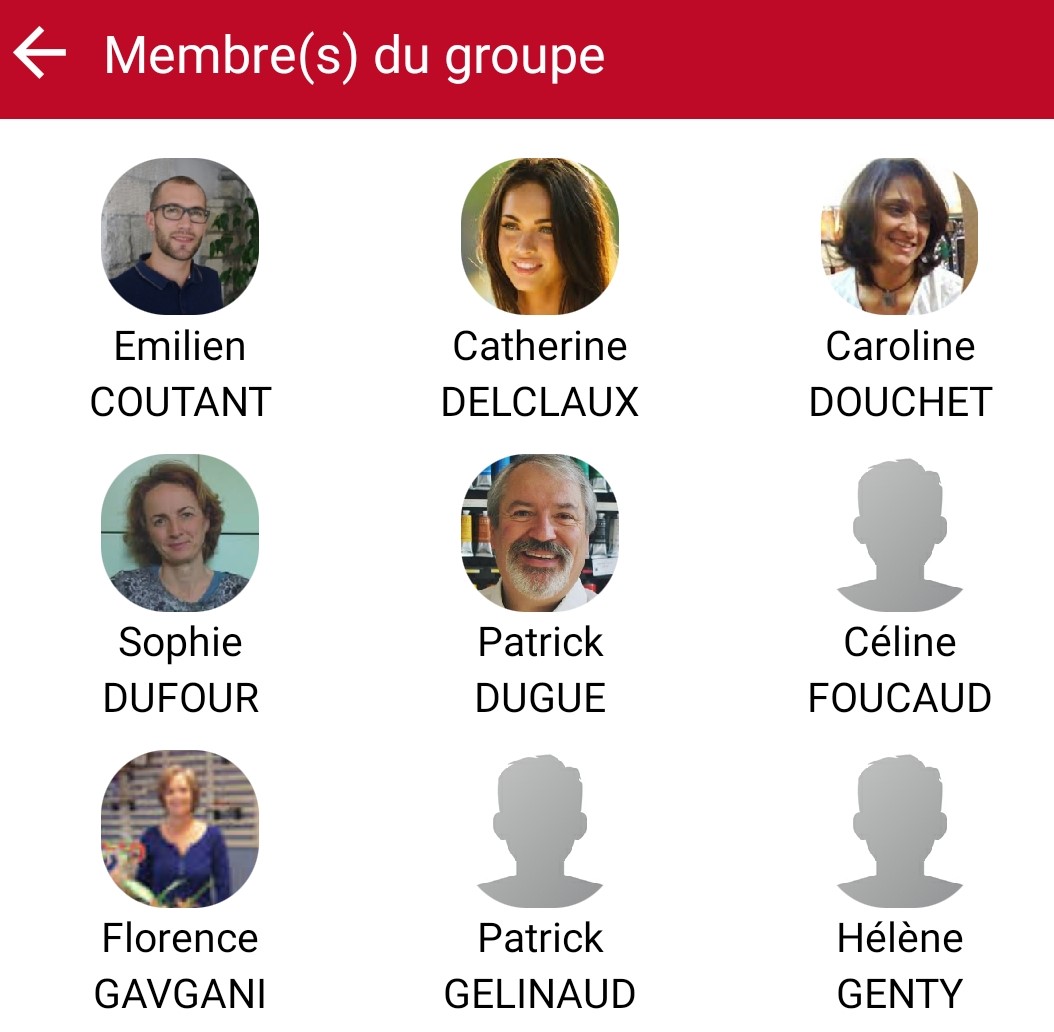 Membre(s) du groupe
Emilien
COUTANT
Catherine
DELCLAUX
Caroline
DOUCHET
Sophie
DUFOUR
Patrick
DUGUE
Céline
FOUCAUD
Florence
GAVGANI
Patrick
GELINAUD
Hélène
GENTY